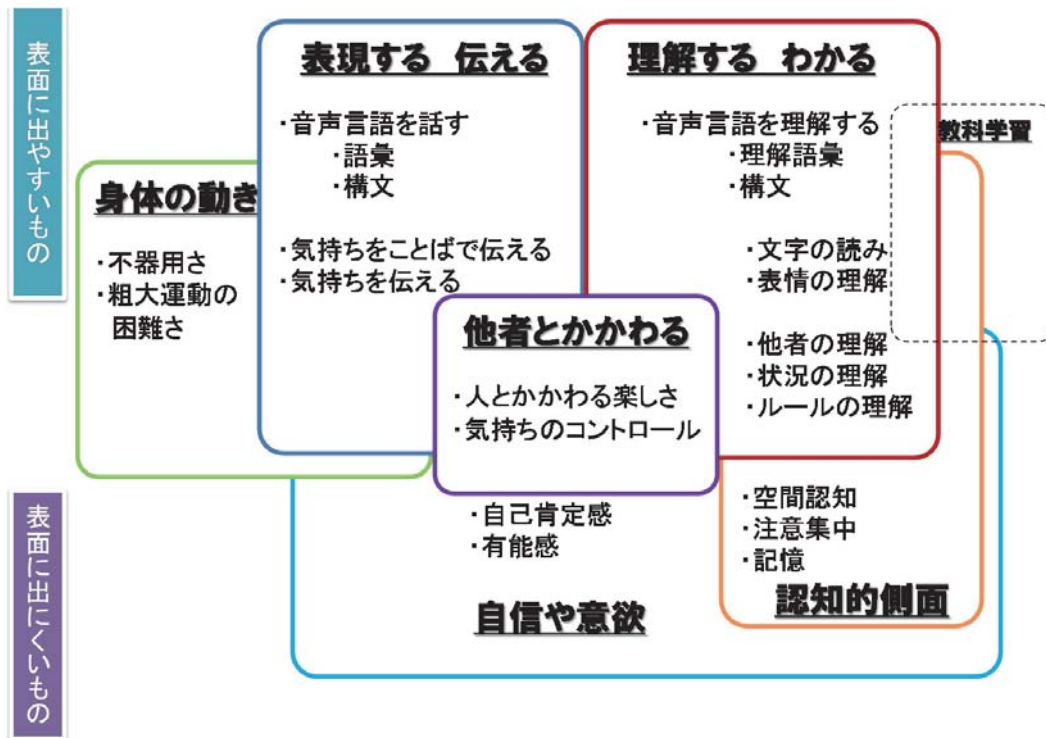 表面に出やすいもの
表現する 伝える
・音声言語を話す
・語彙
・構文
・気持ちをことばで伝える
・気持ちを伝える
理解する わかる
・音声言語を理解する
・理解語彙
・構文
・文字の読み
・表情の理解
・他者の理解
・状況の理解
・ルールの理解
教科学習
身体の動き
・不器用さ
・粗大運動の
困難さ
他者とかかわる
・人とかかわる楽しさ
・気持ちのコントロール
表面に出にくいもの
・自己肯定感
・有能感
自信や意欲
・空間認知
・注意集中
・記憶
認知的側面